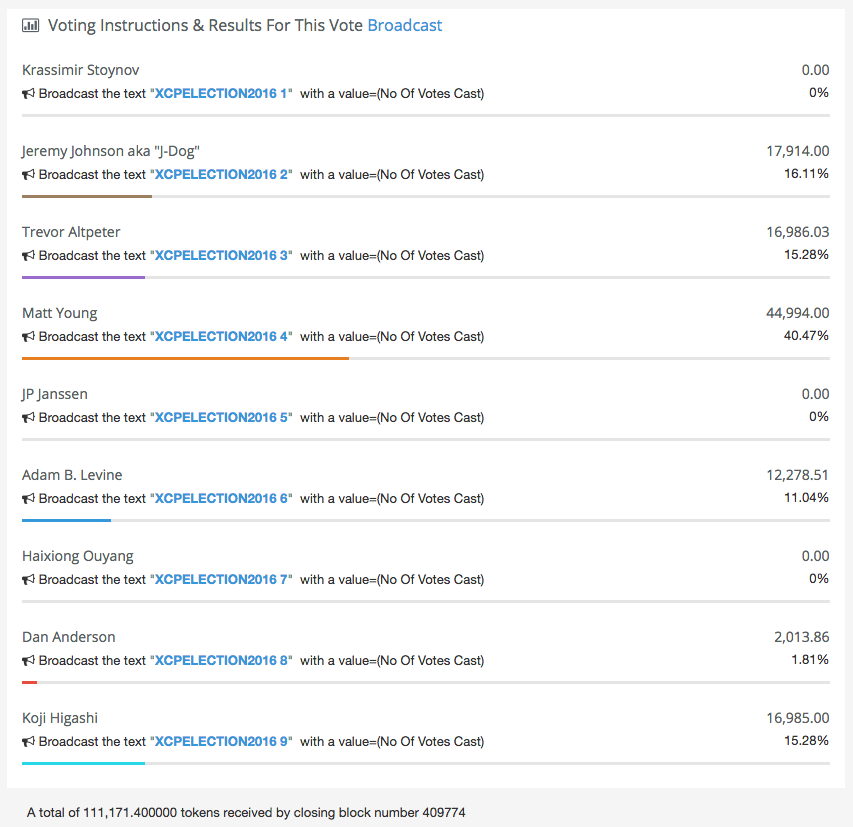 Voting Instructions & Results For This Vote Broadcast
Krassimir Stoynov 0.00
Broadcast the text "XCPELECTION2016 1" with a value=(No Of Votes Cast) 0%
Jeremy Johnson aka "J-Dog" 17,914.00
Broadcast the text "XCPELECTION2016 2" with a value=(No Of Votes Cast) 16.11%
Trevor Altpeter 16,986.03
Broadcast the text "XCPELECTION2016 3" with a value=(No Of Votes Cast) 15.28%
Matt Young 44,994.00
Broadcast the text "XCPELECTION2016 4" with a value=(No Of Votes Cast) 40.47%
JP Janssen 0.00
Broadcast the text "XCPELECTION2016 5" with a value=(No Of Votes Cast) 0%
Adam B. Levine 12,278.51
Broadcast the text "XCPELECTION2016 6" with a value=(No Of Votes Cast) 11.04%
Haixiong Ouyang 0.00
Broadcast the text "XCPELECTION2016 7" with a value=(No Of Votes Cast) 0%
Dan Anderson 2,013.86
Broadcast the text "XCPELECTION2016 8" with a value=(No Of Votes Cast) 1.81%
Koji Higashi 16,985.00
Broadcast the text "XCPELECTION2016 9" with a value=(No Of Votes Cast) 15.28%
A total of 111,171.400000 tokens received by closing block number 409774